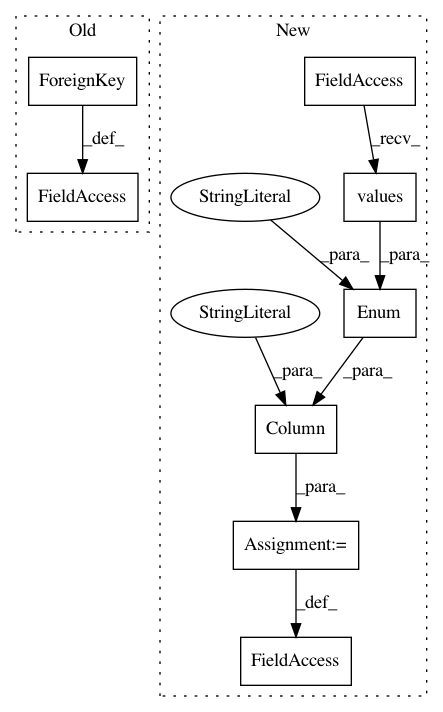 Old
New
ForeignKey
FieldAccess
_def_
_recv_
FieldAccess
StringLiteral
values
_para_
_para_
StringLiteral
Enum
_para_
_para_
Column
_para_
Assignment:=
_def_
FieldAccess